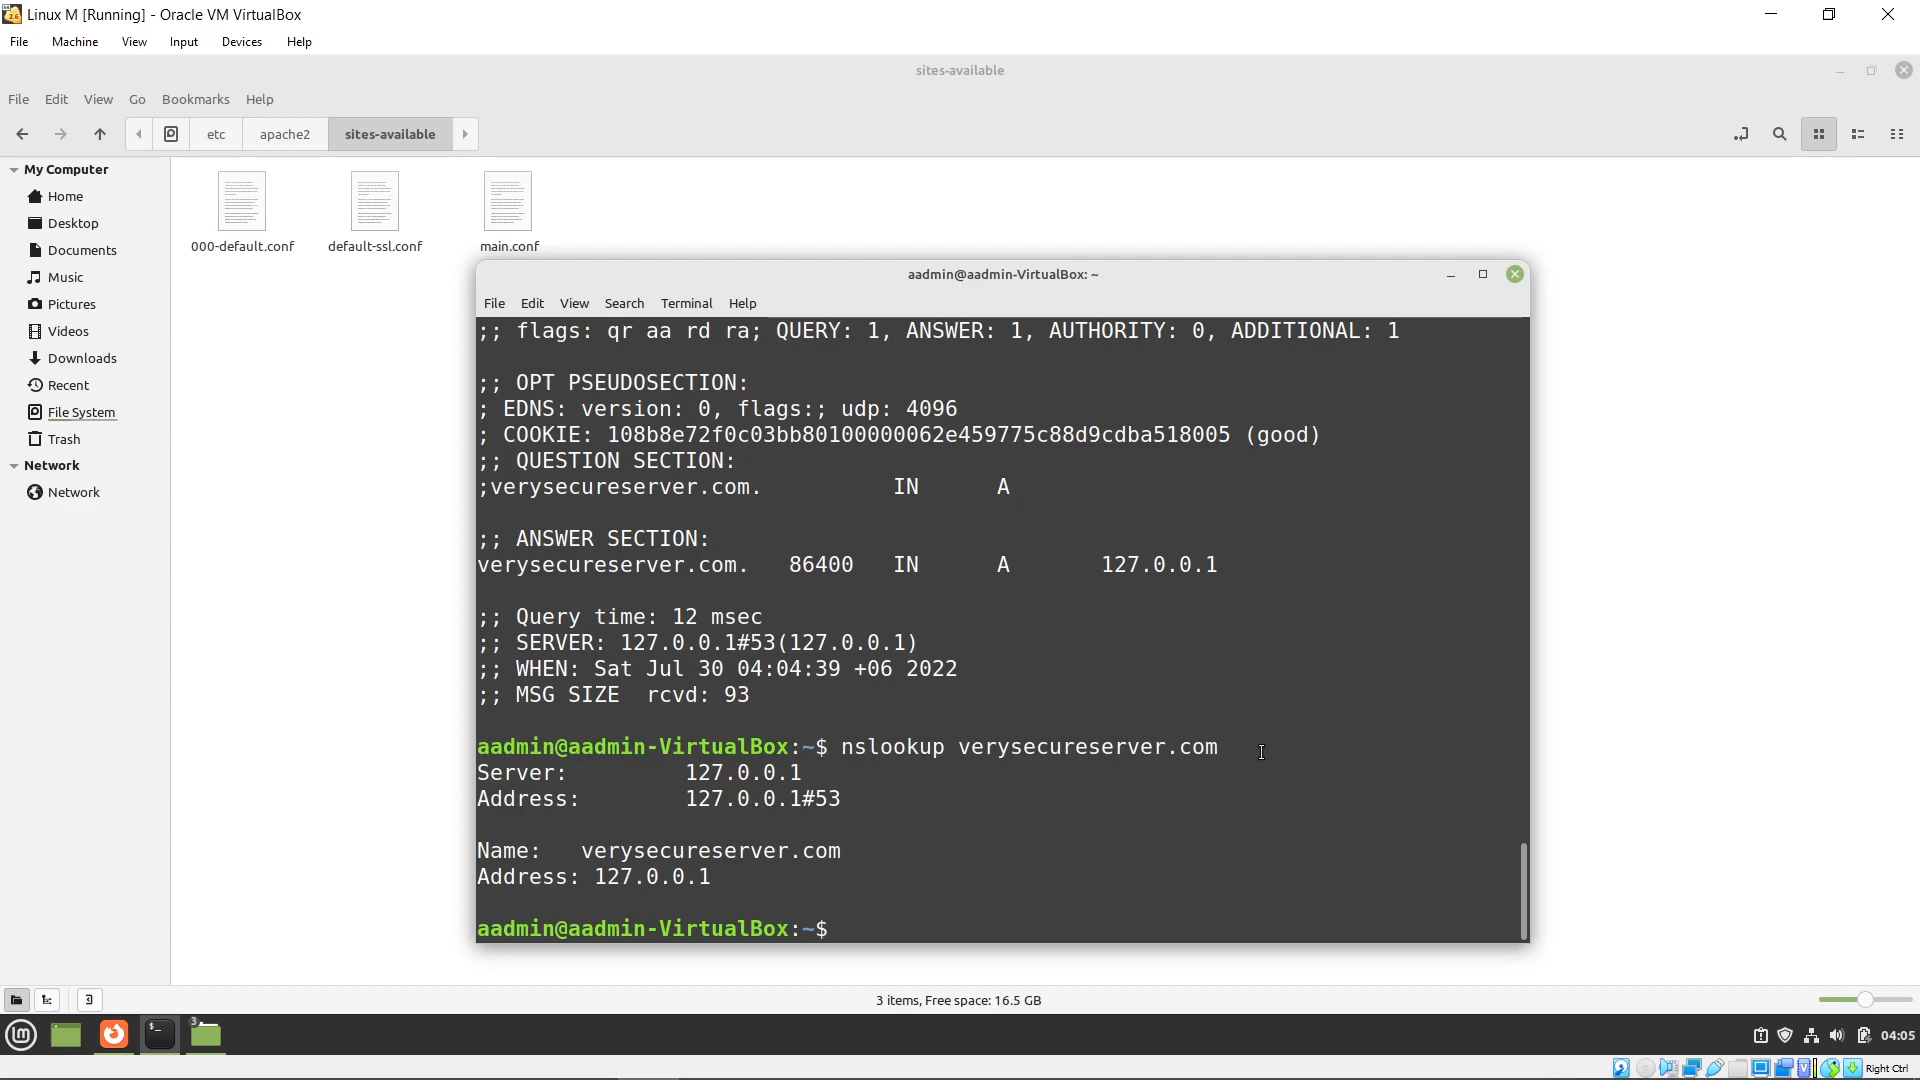 Linux M [Running] - Oracle VM VirtualBox
File Machine View Input Devices Help
sites-available
File Edit View Go Bookmarks Help
etc apache2 sites-available
My Computer
Home
Desktop
Documents
Music
Pictures
Videos
Downloads
Recent
File System
Trash
Network
Network
000-default.conf default-ssl.conf main.conf
aadmin@aadmin-VirtualBox: ~
File Edit View Search Terminal Help
;; flags: qr aa rd ra; QUERY: 1, ANSWER: 1, AUTHORITY: 0, ADDITIONAL: 1
;; OPT PSEUDOSECTION:
; EDNS: version: 0, flags:; udp: 4096
; COOKIE: 108b8e72f0c03bb80100000062e459775c88d9cdba518005 (good)
;; QUESTION SECTION:
;verysecureserver.com. IN A
;; ANSWER SECTION:
verysecureserver.com. 86400 IN A 127.0.0.1
;; Query time: 12 msec
;; SERVER: 127.0.0.1#53(127.0.0.1)
;; WHEN: Sat Jul 30 04:04:39 +06 2022
;; MSG SIZE rcvd: 93
aadmin@aadmin-VirtualBox:~$ nslookup verysecureserver.com
Server: 127.0.0.1
Address: 127.0.0.1#53
Name: verysecureserver.com
Address: 127.0.0.1
aadmin@aadmin-VirtualBox:~$
3 items, Free space: 16.5 GB
3
04:05
Right Ctrl